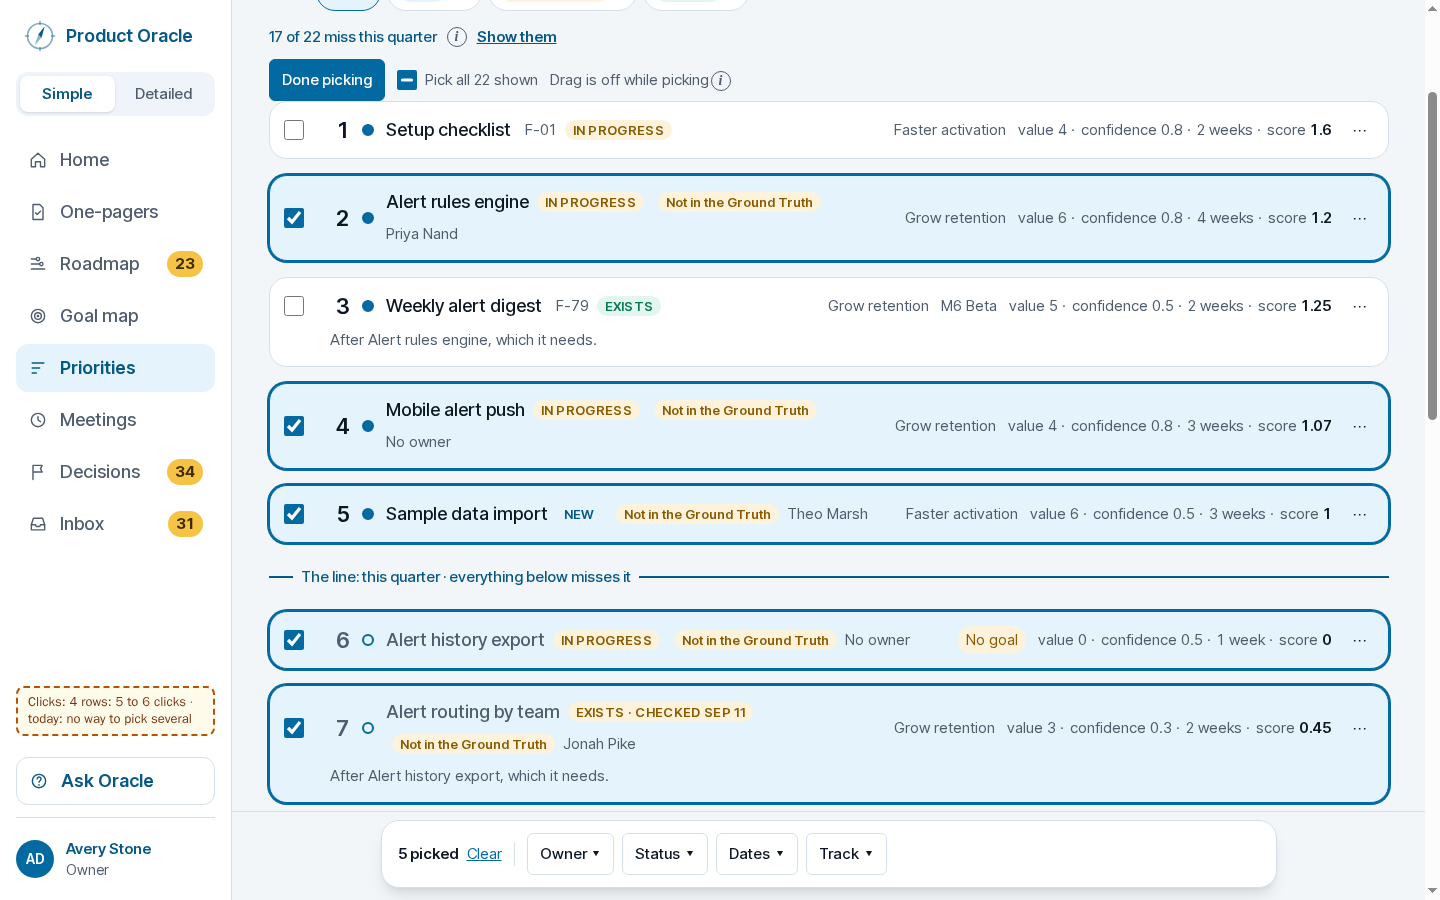 Product Oracle
Simple
Detailed
Home
One-pagers
Roadmap 23
Goal map
Priorities
Meetings
Decisions 34
Inbox 31
Clicks: 4 rows: 5 to 6 clicks ·
today: no way to pick several
Ask Oracle
AD
Avery Stone
Owner
17 of 22 miss this quarter i Show them
Done picking Pick all 22 shown Drag is off while picking i
1 Setup checklist F-01 IN PROGRESS Faster activation value 4 · confidence 0.8 · 2 weeks · score 1.6 ···
2 Alert rules engine IN PROGRESS Not in the Ground Truth
Priya Nand
Grow retention value 6 · confidence 0.8 · 4 weeks · score 1.2 ···
3 Weekly alert digest F-79 EXISTS Grow retention M6 Beta value 5 · confidence 0.5 · 2 weeks · score 1.25 ···
After Alert rules engine, which it needs.
4 Mobile alert push IN PROGRESS Not in the Ground Truth
No owner
Grow retention value 4 · confidence 0.8 · 3 weeks · score 1.07 ···
5 Sample data import NEW Not in the Ground Truth Theo Marsh Faster activation value 6 · confidence 0.5 · 3 weeks · score 1 ···
The line: this quarter · everything below misses it
6 Alert history export IN PROGRESS Not in the Ground Truth No owner No goal value 0 · confidence 0.5 · 1 week · score 0 ···
7 Alert routing by team EXISTS · CHECKED SEP 11
Not in the Ground Truth Jonah Pike
Grow retention value 3 · confidence 0.3 · 2 weeks · score 0.45 ···
After Alert history export, which it needs.
5 picked Clear Owner ▾ Status ▾ Dates ▾ Track ▾